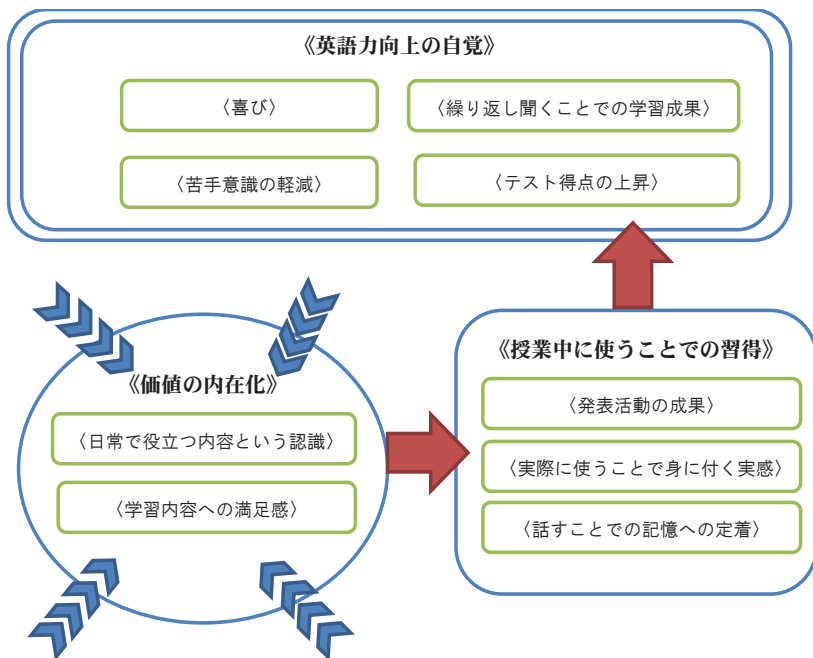 《英語力向上の自覚》
〈喜び〉
〈繰り返し聞くことでの学習成果〉
〈苦手意識の軽減〉
〈テスト得点の上昇〉
《価値の内在化》
〈日常で役立つ内容という認識〉
〈学習内容への満足感〉
《授業中に使うことでの習得》
〈発表活動の成果〉
〈実際に使うことで身に付く実感〉
〈話すことでの記憶への定着〉